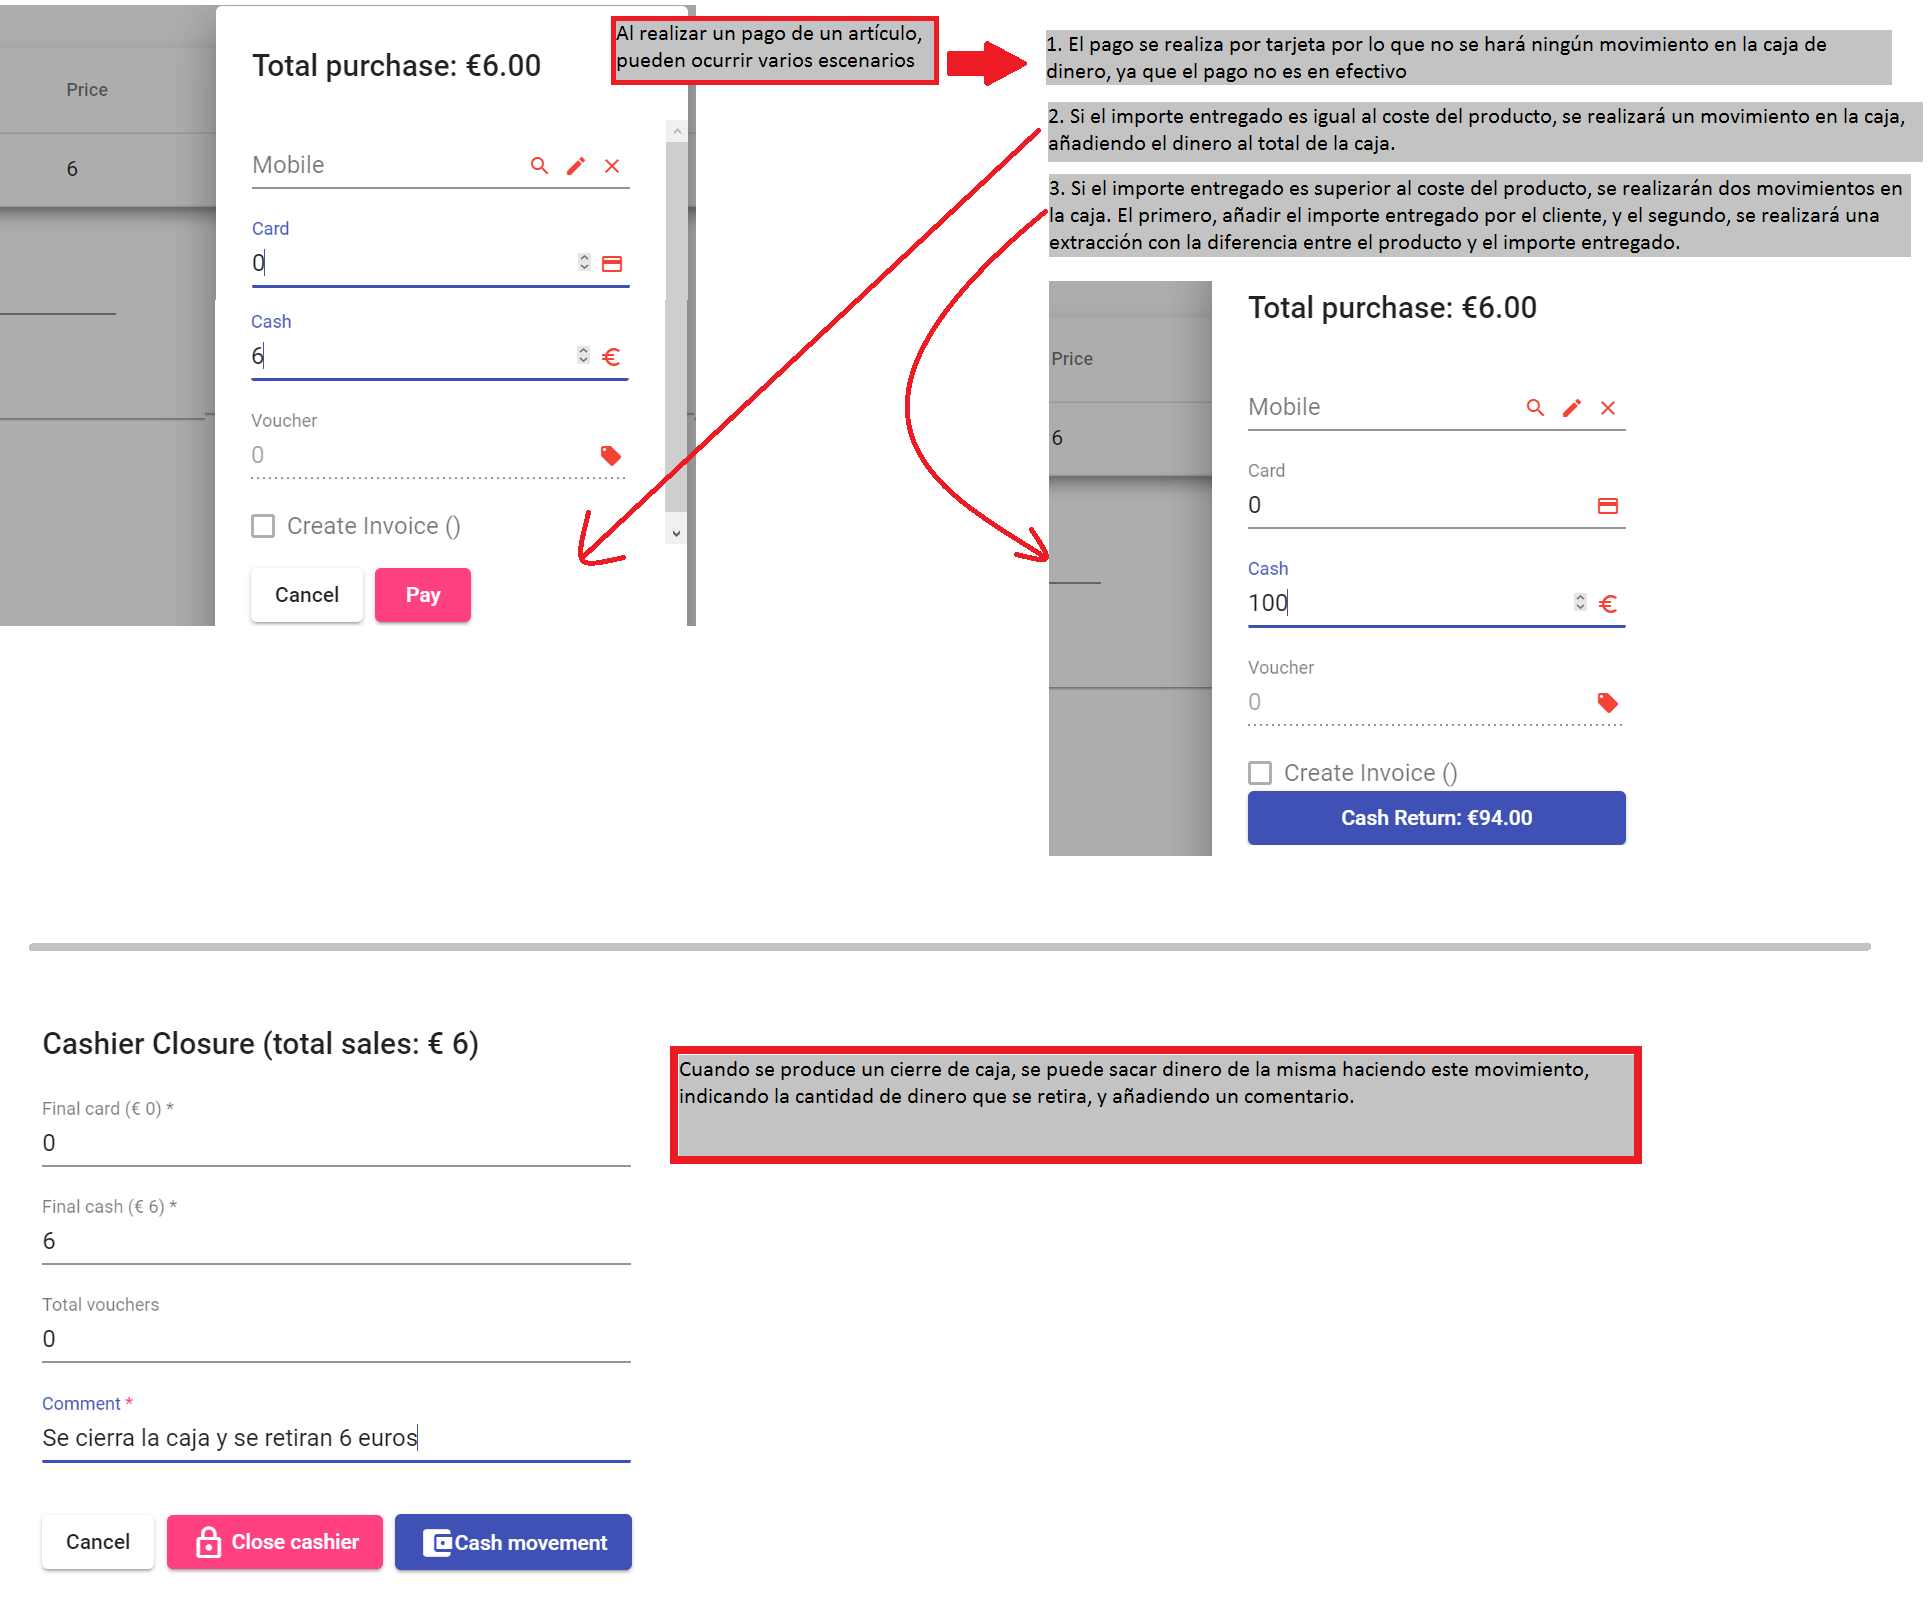 Price
6
Total purchase: €6.00
Mobile
Card
0
Cash
6
Voucher
0
Create Invoice ()
Cancel
Pay
Al realizar un pago de un artículo,
pueden ocurrir varios escenarios
1. El pago se realiza por tarjeta por lo que no se hará ningún movimiento en la caja de
dinero, ya que el pago no es en efectivo
2. Si el importe entregado es igual al coste del producto, se realizará un movimiento en la caja,
añadiendo el dinero al total de la caja.
3. Si el importe entregado es superior al coste del producto, se realizarán dos movimientos en
la caja. El primero, añadir el importe entregado por el cliente, y el segundo, se realizará una
extracción con la diferencia entre el producto y el importe entregado.
Price
6
Total purchase: €6.00
Mobile
Card
0
Cash
100
€
Voucher
0
Create Invoice ()
Cash Return: €94.00
Cashier Closure (total sales: € 6)
Final card (€ 0) *
0
Final cash (€ 6) *
6
Total vouchers
0
Comment *
Se cierra la caja y se retiran 6 euros
Cancel
Close cashier
Cash movement
Cuando se produce un cierre de caja, se puede sacar dinero de la misma haciendo este movimiento,
indicando la cantidad de dinero que se retira, y añadiendo un comentario.